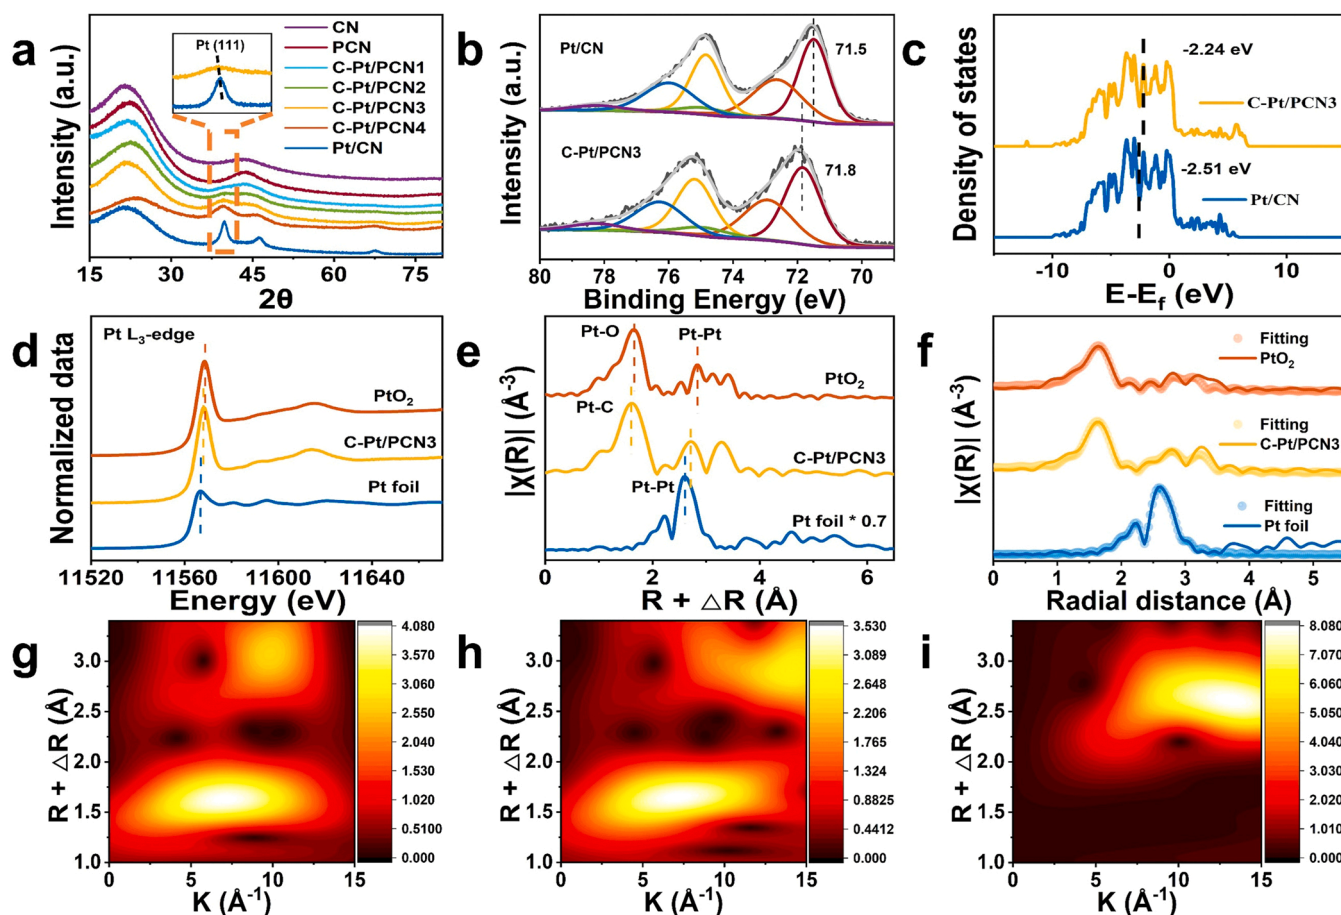 a
Intensity (a.u.)
Pt (111)
CN
PCN
C-Pt/PCN1
C-Pt/PCN2
C-Pt/PCN3
C-Pt/PCN4
Pt/CN
15 30 45 60 75
2θ
b
Intensity (a.u.)
Pt/CN
71.5
C-Pt/PCN3
71.8
80 78 76 74 72 70 69
Binding Energy (eV)
c
Density of states
-2.24 eV
C-Pt/PCN3
-2.51 eV
Pt/CN
-10 0 10
E-Ef (eV)
d
Normalized data
Pt L3-edge
PtO2
C-Pt/PCN3
Pt foil
11520 11560 11600 11640
Energy (eV)
e
|χ(R)| (Å-3)
Pt-O
Pt-Pt
PtO2
Pt-C
C-Pt/PCN3
Pt-Pt
Pt foil * 0.7
0 2 4 6
R + △R (Å)
f
|χ(R)| (Å-3)
Fitting
PtO2
Fitting
C-Pt/PCN3
Fitting
Pt foil
0 1 2 3 4 5
Radial distance (Å)
g
R + △R (Å)
3.0
2.5
2.0
1.5
1.0
0 5 10 15
K (Å-1)
4.080
3.570
3.060
2.550
2.040
1.530
1.020
0.5100
0.000
h
R + △R (Å)
3.0
2.5
2.0
1.5
1.0
0 5 10 15
K (Å-1)
3.530
3.089
2.648
2.206
1.765
1.324
0.8825
0.4412
0.000
i
R + △R (Å)
3.0
2.5
2.0
1.5
1.0
0 5 10 15
K (Å-1)
8.080
7.070
6.060
5.050
4.040
3.030
2.020
1.010
0.000